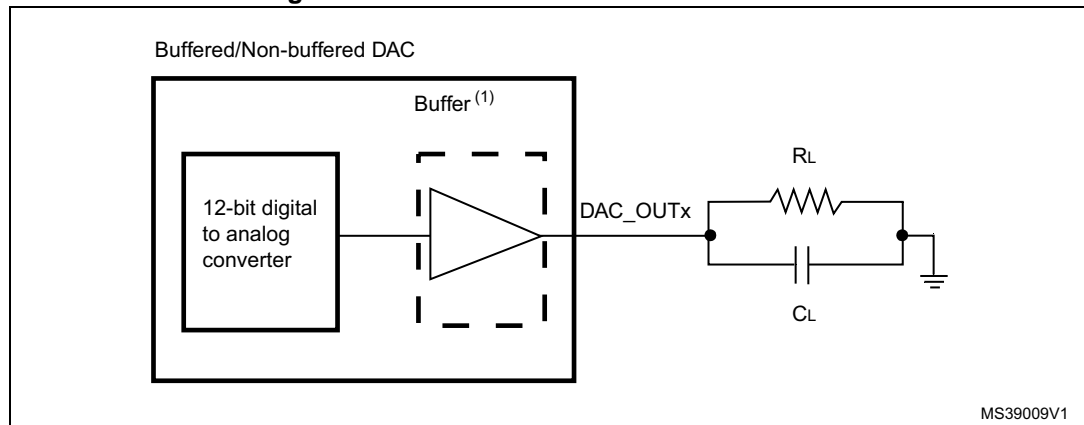 Buffered/Non-buffered DAC
Buffer (1)
12-bit digital
to analog
converter
DAC_OUTx
RL
CL
MS39009V1